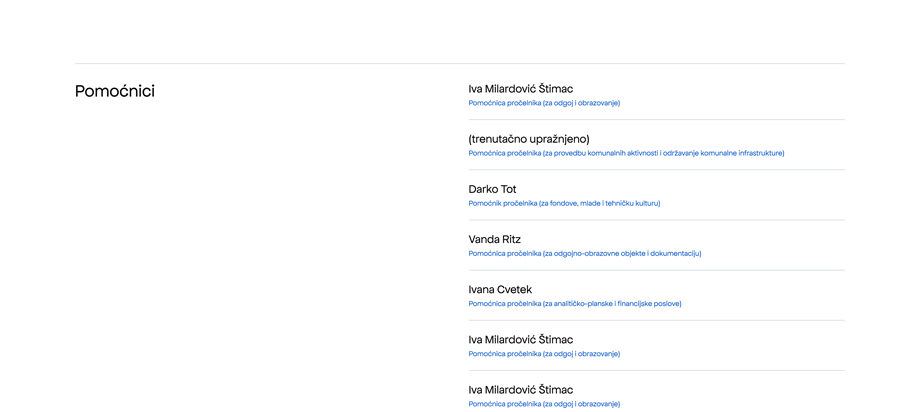 Pomoćnici
Iva Milardović Štimac
Pomoćnica pročelnika (za odgoj i obrazovanje)
(trenutačno upražnjeno)
Pomoćnica pročelnika (za provedbu komunalnih aktivnosti i održavanje komunalne infrastrukture)
Darko Tot
Pomoćnik pročelnika (za fondove, mlade i tehničku kulturu)
Vanda Ritz
Pomoćnica pročelnika (za odgojno-obrazovne objekte i dokumentaciju)
Ivana Cvetek
Pomoćnica pročelnika (za analitičko-planske i financijske poslove)
Iva Milardović Štimac
Pomoćnica pročelnika (za odgoj i obrazovanje)
Iva Milardović Štimac
Pomoćnica pročelnika (za odgoj i obrazovanje)